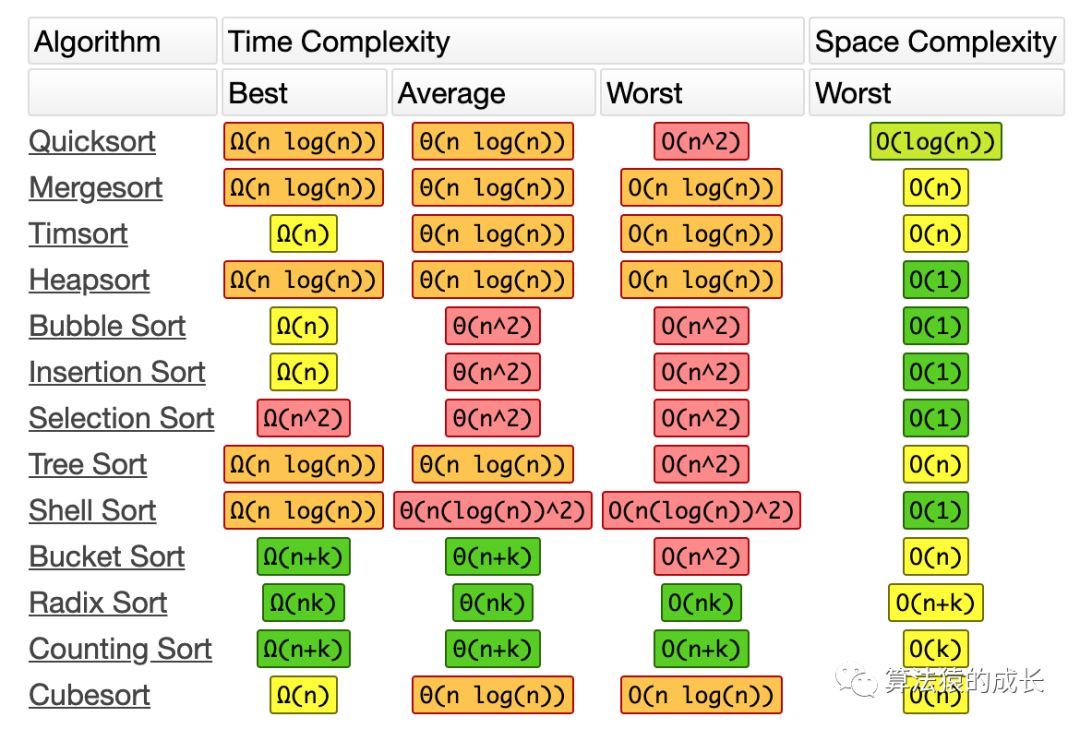 Algorithm Time Complexity Space Complexity
Best Average Worst Worst
Quicksort Ω(n log(n)) Θ(n log(n)) O(n^2) O(log(n))
Mergesort Ω(n log(n)) Θ(n log(n)) O(n log(n)) O(n)
Timsort Ω(n) Θ(n log(n)) O(n log(n)) O(n)
Heapsort Ω(n log(n)) Θ(n log(n)) O(n log(n)) O(1)
Bubble Sort Ω(n) Θ(n^2) O(n^2) O(1)
Insertion Sort Ω(n) Θ(n^2) O(n^2) O(1)
Selection Sort Ω(n^2) Θ(n^2) O(n^2) O(1)
Tree Sort Ω(n log(n)) Θ(n log(n)) O(n^2) O(n)
Shell Sort Ω(n log(n)) Θ(n(log(n))^2) O(n(log(n))^2) O(1)
Bucket Sort Ω(n+k) Θ(n+k) O(n^2) O(n)
Radix Sort Ω(nk) Θ(nk) O(nk) O(n+k)
Counting Sort Ω(n+k) Θ(n+k) O(n+k) O(k)
Cubesort Ω(n) Θ(n log(n)) O(n log(n)) O(n)
算法猿的成长